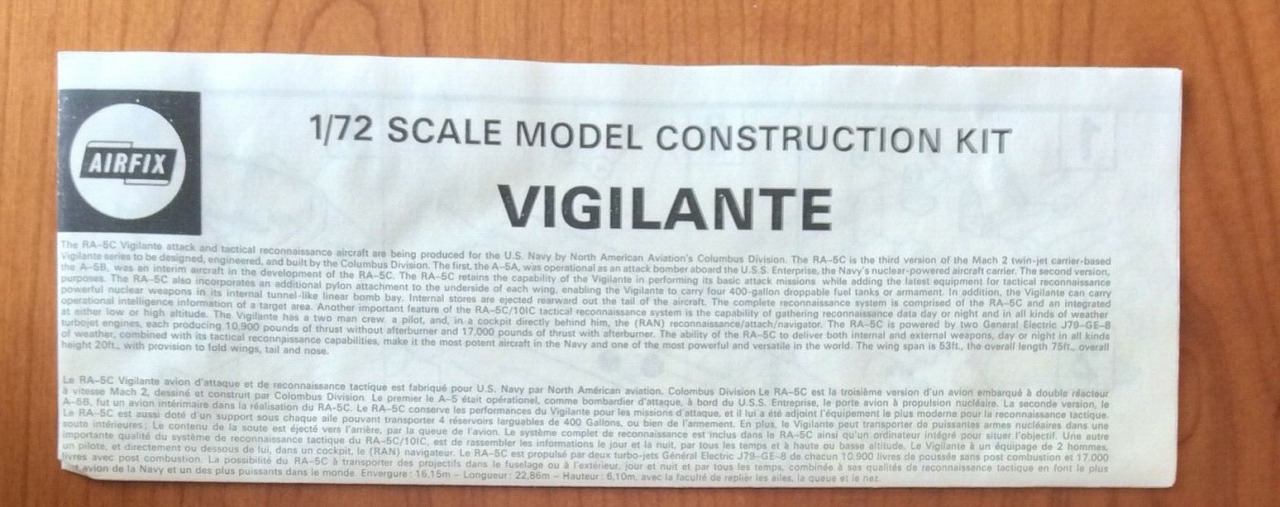 AIRFIX
1/72 SCALE MODEL CONSTRUCTION KIT
VIGILANTE
The RA–5C Vigilante attack and tactical reconnaissance aircraft are being produced for the U.S. Navy by North American Aviation's Columbus Division. The RA–5C is the third version of the Mach 2 twin-jet carrier-based
Vigilante series to be designed, engineered, and built by the Columbus Division. The first, the A–5A, was operational as an attack bomber aboard the U.S.S. Enterprise, the Navy's nuclear-powered aircraft carrier. The second version,
the A–5B, was an interim aircraft in the development of the RA–5C. The RA–5C retains the capability of the Vigilante in performing its basic attack missions while adding the latest equipment for tactical reconnaissance
purposes. The RA–5C also incorporates an additional pylon attachment to the underside of each wing, enabling the Vigilante to carry four 400-gallon droppable fuel tanks or armament. In addition, the Vigilante can carry
powerful nuclear weapons in its internal tunnel-like linear bomb bay. Internal stores are ejected rearward out the tail of the aircraft. The complete reconnaissance system is comprised of the RA–5C and an integrated
operational intelligence information of a target area. Another important feature of the RA–5C/10IC tactical reconnaissance system is the capability of gathering reconnaissance data day or night and in all kinds of weather
at either low or high altitude. The Vigilante has a two man crew. a pilot, and, in a cockpit directly behind him, the (RAN) reconnaissance/attach/navigator. The RA–5C is powered by two General Electric J79–GE–8
turbojet engines, each producing 10,900 pounds of thrust without afterburner and 17,000 pounds of thrust with afterburner. The ability of the RA–5C to deliver both internal and external weapons, day or night in all kinds
of weather, combined with its tactical reconnaissance capabilities, make it the most potent aircraft in the Navy and one of the most powerful and versatile in the world. The wing span is 53ft., the overall length 75ft., overall
height 20ft., with provision to fold wings, tail and nose.
Le RA–5C Vigilante avion d'attaque et de reconnaissance tactique est fabriqué pour U.S. Navy par North Américan aviation. Colombus Division Le RA–5C est la troisième version d'un avion embarqué à double réacteur
à vitesse Mach 2, dessiné et construit par Colombus Division. Le premier le A–5 était opérationel, comme bombardier d'attaque, à bord du U.S.S. Entreprise, le porte avion à propulsion nucléaire. La seconde version, le
A–5B, fut un avion intérimaire dans la réalisation du RA–5C. Le RA–5C conserve les performances du Vigilante pour les missions d'attaque, et il lui a été adjoint l'équipement le plus moderne pour la reconnaissance tactique.
Le RA–5C est aussi doté d'un support sous chaque aile pouvant transporter 4 réservoirs larguables de 400 Gallons, ou bien de l'armement. En plus, le Vigilante peut transporter de puissantes armes nucléaires dans une
soute intérieures; Le contenu de la soute est éjecté vers l'arrière, par la queue de l'avion. Le système complet de reconnaissance est inclus dans le RA–5C ainsi qu'un ordinateur intégré pour situer l'objectif. Une autre
importante qualité du système de reconnaissance tactique du RA–5C/10IC, est de rassembler les informations le jour et la nuit, par tous les temps et à haute ou basse altitude. Le Vigilante a un équipage de 2 hommes,
un pilote, et directement ou dessous de lui, dans un cockpit, le (RAN) navigateur. Le RA–5C est propulsé par deux turbo-jets Général Electric J79–GE–8 de chacun 10.900 livres de poussée sans post combustion et 17.000
livres avec post combustion. La possibilité du RA–5C à transporter des projectifs dans le fuselage ou à l'extérieur, jour et nuit et par tous les temps, combinée à ses qualités de reconnaissance tactique en font le plus
avion de la Navy et un des plus puissants dans le monde. Envergure : 16,15m – Longueur : 22,86m – Hauteur : 6,10m, avec la faculté de replier les ailes, la queue et le nez.